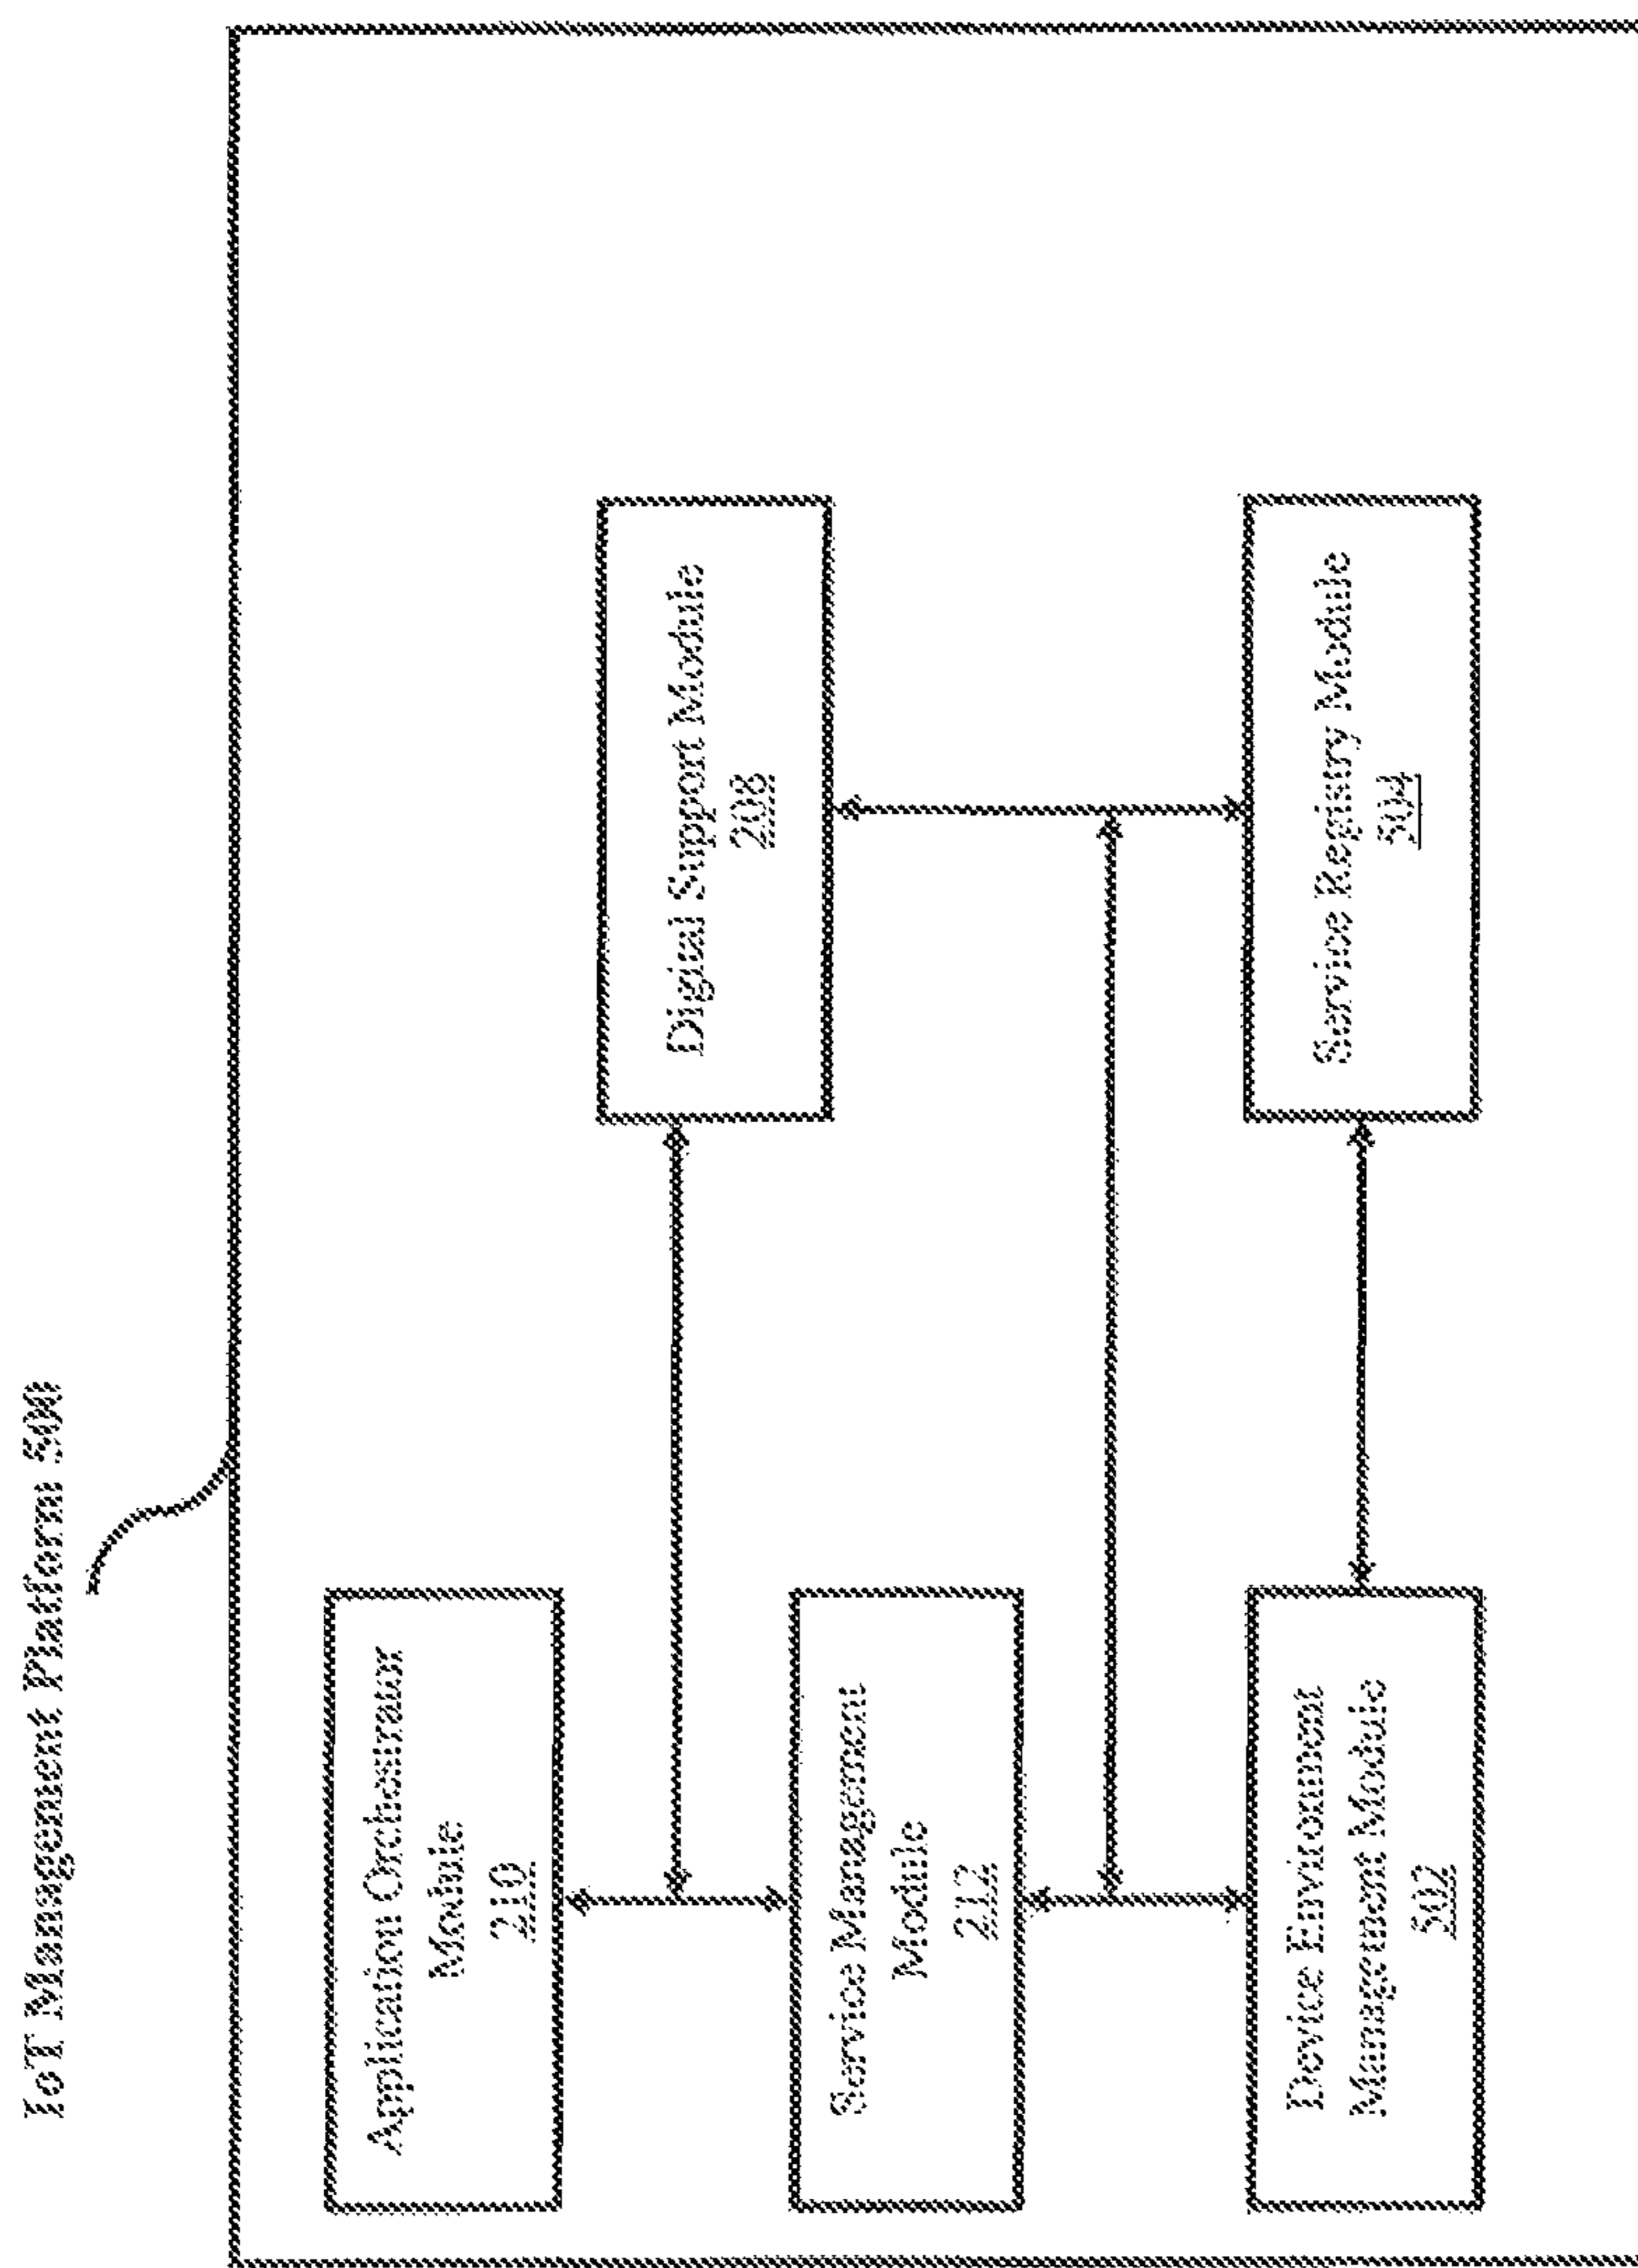 IoT Management Platform 500
Application Orchestrator
Module
210
Service Management
Module
212
Device Environment
Management Module
502
Digital Support Module
208
Service Registry Module
504